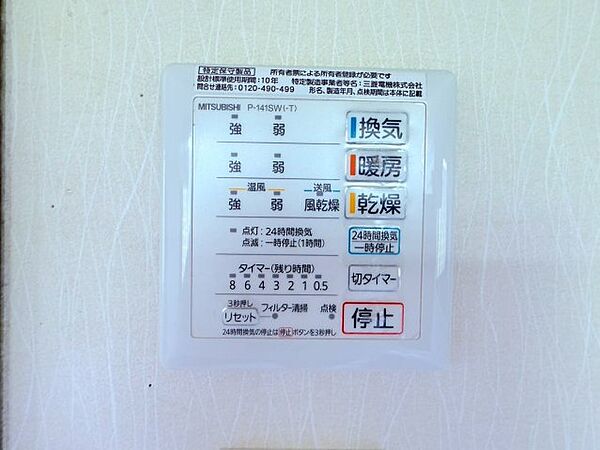 特定保守製品 所有者票による所有者登録が必要です
設計標準使用期間:10年 特定製造事業者等名:三菱電機株式会社
問合せ連絡先:0120-490-499 形名、製造年月、点検期間は本体に記載
MITSUBISHI P-141SW(-T)
強 弱 換気
強 弱 暖房
温風 送風
強 弱 風乾燥 乾燥
点灯:24時間換気
点滅:一時停止(1時間)
24時間換気
一時停止
タイマー(残り時間)
8 6 4 3 2 1 0.5
切タイマー
3秒押し
リセット フィルター清掃 点検
停止
24時間換気の停止は停止ボタンを3秒押し